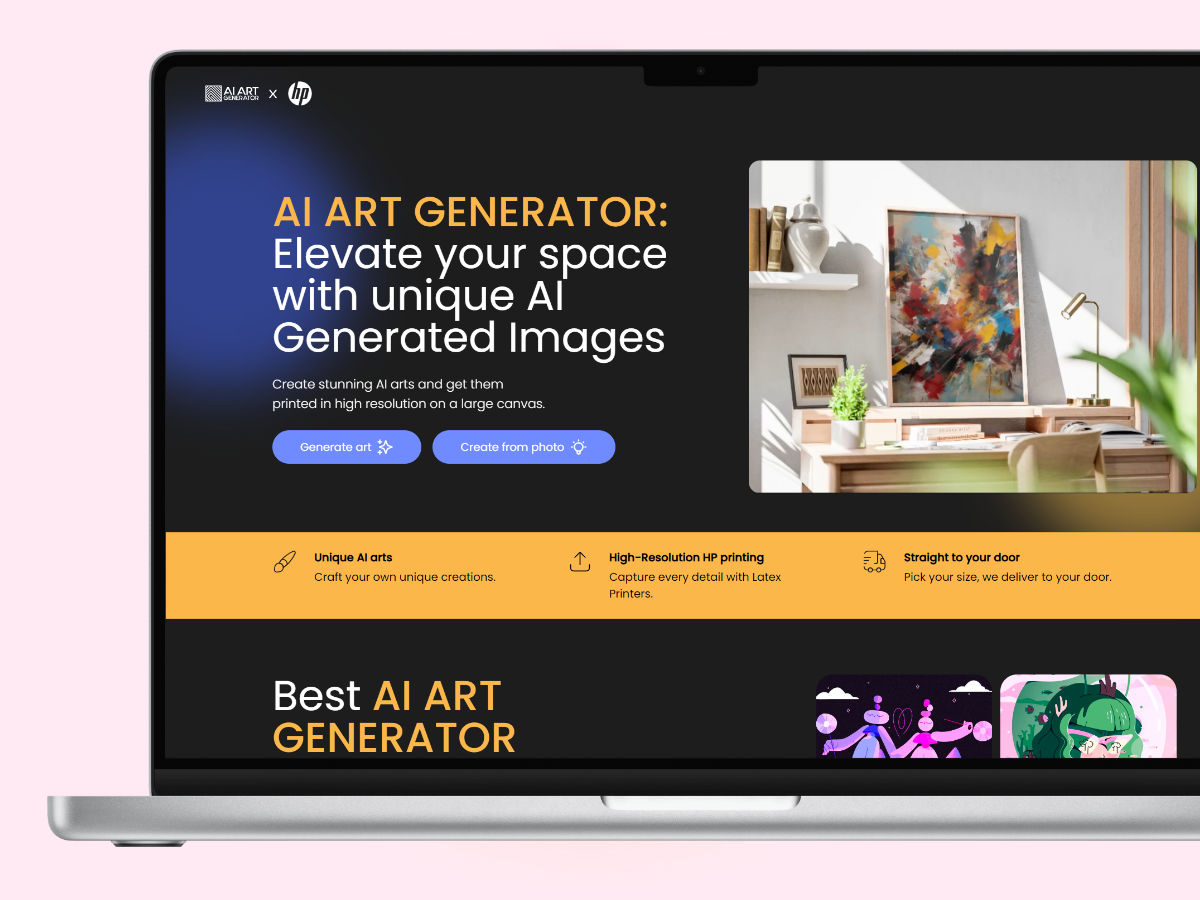 AI ART
GENERATOR
X
hp
AI ART GENERATOR:
Elevate your space
with unique AI
Generated Images
Create stunning AI arts and get them
printed in high resolution on a large canvas.
Generate art
Create from photo
Unique AI arts
Craft your own unique creations.
High-Resolution HP printing
Capture every detail with Latex
Printers.
Straight to your door
Pick your size, we deliver to your door.
Best AI ART
GENERATOR